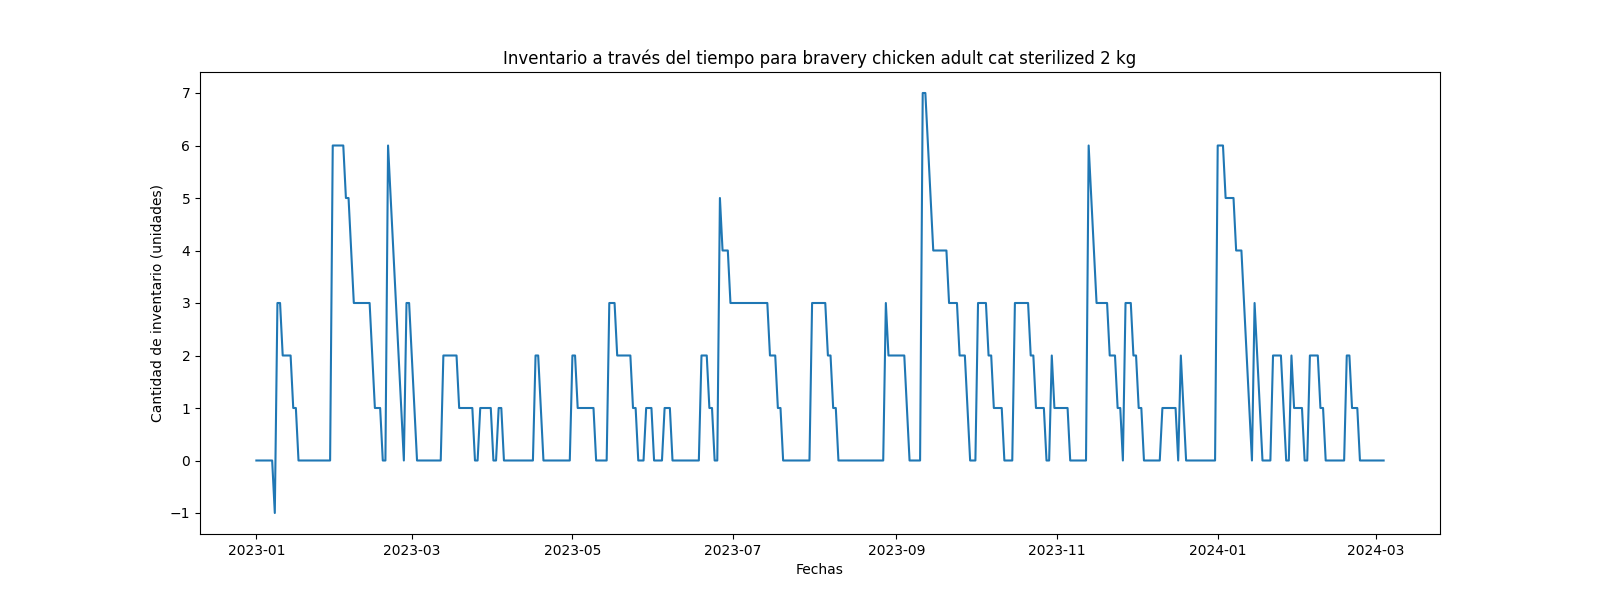 Inventario a través del tiempo para bravery chicken adult cat sterilized 2 kg
Cantidad de inventario (unidades)
7
6
5
4
3
2
1
0
−1
2023-01 2023-03 2023-05 2023-07 2023-09 2023-11 2024-01 2024-03
Fechas